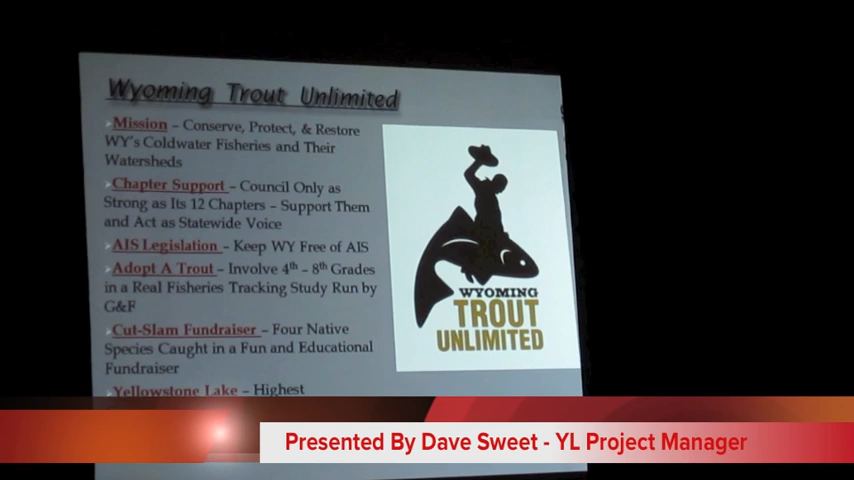 Wyoming Trout Unlimited
➢Mission – Conserve, Protect, & Restore
WY's Coldwater Fisheries and Their
Watersheds
➢Chapter Support – Council Only as
Strong as Its 12 Chapters – Support Them
and Act as Statewide Voice
➢AIS Legislation – Keep WY Free of AIS
➢Adopt A Trout – Involve 4th – 8th Grades
in a Real Fisheries Tracking Study Run by
G&F
➢Cut-Slam Fundraiser – Four Native
Species Caught in a Fun and Educational
Fundraiser
➢Yellowstone Lake – Highest
WYOMING
TROUT
UNLIMITED
Presented By Dave Sweet - YL Project Manager